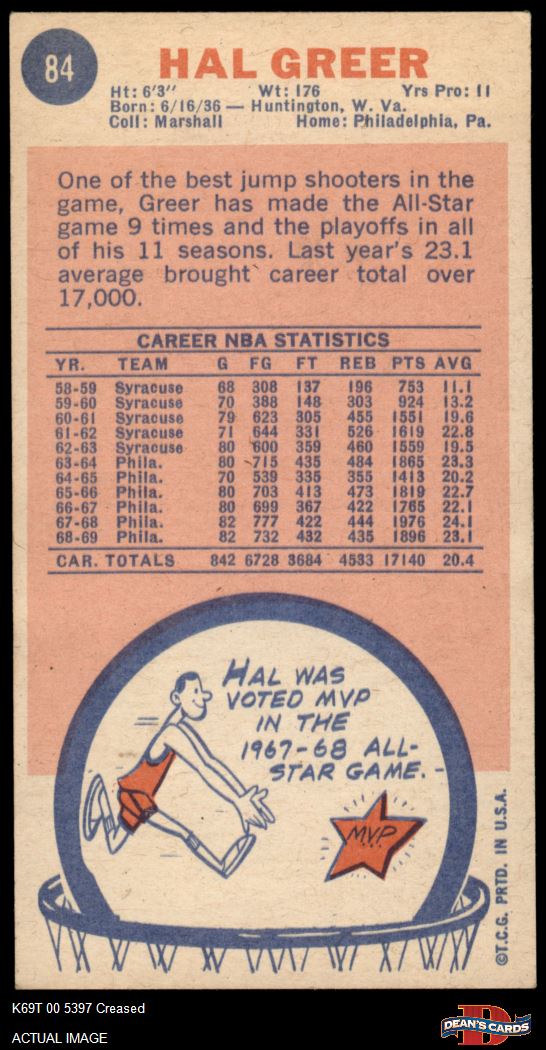 84
HAL GREER
Ht: 6'3" Wt: 176 Yrs Pro: 11
Born: 6/16/36 — Huntington, W. Va.
Coll: Marshall Home: Philadelphia, Pa.
One of the best jump shooters in the
game, Greer has made the All-Star
game 9 times and the playoffs in all
of his 11 seasons. Last year's 23.1
average brought career total over
17,000.
CAREER NBA STATISTICS
YR. TEAM G FG FT REB PTS AVG
58-59 Syracuse 68 308 137 196 753 11.1
59-60 Syracuse 70 388 148 303 924 13.2
60-61 Syracuse 79 623 305 455 1551 19.6
61-62 Syracuse 71 644 331 526 1619 22.8
62-63 Syracuse 80 600 359 460 1559 19.5
63-64 Phila. 80 715 435 484 1865 23.3
64-65 Phila. 70 539 335 355 1413 20.2
65-66 Phila. 80 703 413 473 1819 22.7
66-67 Phila. 80 699 367 422 1765 22.1
67-68 Phila. 82 777 422 444 1976 24.1
68-69 Phila. 82 732 432 435 1896 23.1
CAR. TOTALS 842 6728 3684 4533 17140 20.4
HAL WAS
VOTED MVP
IN THE
1967-68 ALL-
STAR GAME.
MVP
©T.C.G. PRTD. IN U.S.A.
K69T 00 5397 Creased
ACTUAL IMAGE
DEAN'S CARDS